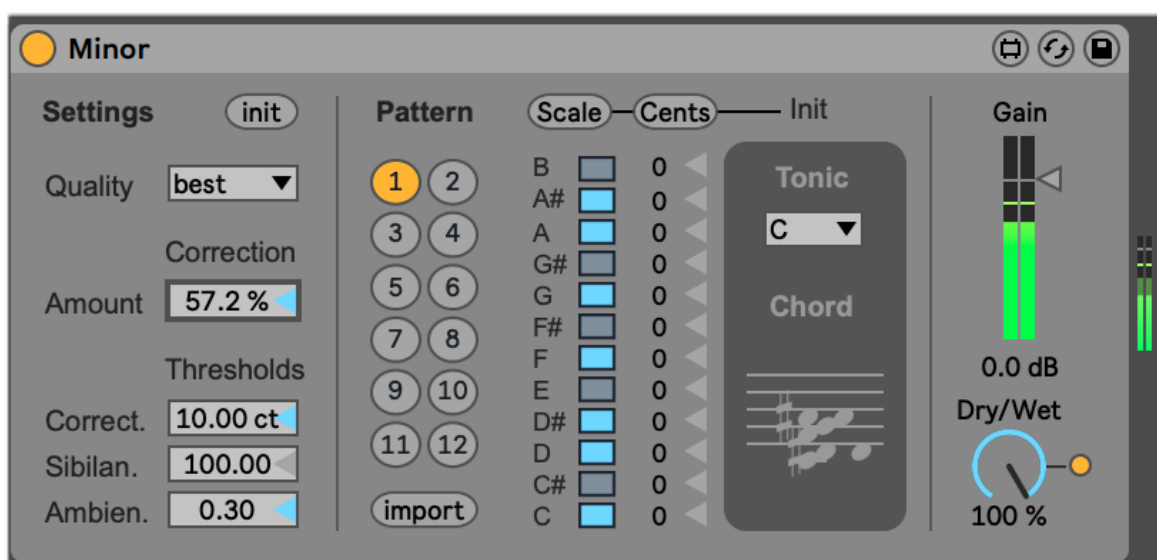 Minor
Settings
init
Quality
best
Correction
Amount
57.2 %
Thresholds
Correct.
10.00 ct
Sibilan.
100.00
Ambien.
0.30
Pattern
1 2
3 4
5 6
7 8
9 10
11 12
import
Scale Cents Init
B 0
A# 0
A 0
G# 0
G 0
F# 0
F 0
E 0
D# 0
D 0
C# 0
C 0
Tonic
C
Chord
Gain
0.0 dB
Dry/Wet
100 %